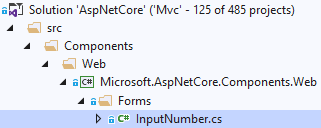 Solution 'AspNetCore' ('Mvc' - 125 of 485 projects)
src
Components
Web
C# Microsoft.AspNetCore.Components.Web
Forms
C# InputNumber.cs